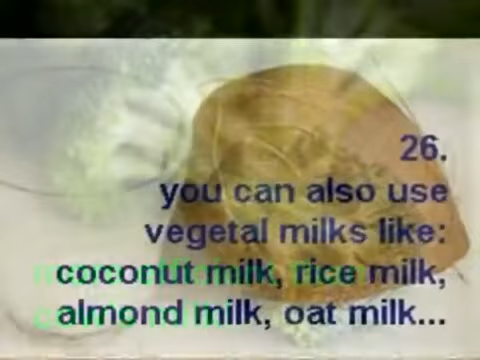 26.
you can also use
vegetal milks like:
coconut milk, rice milk,
almond milk, oat milk...